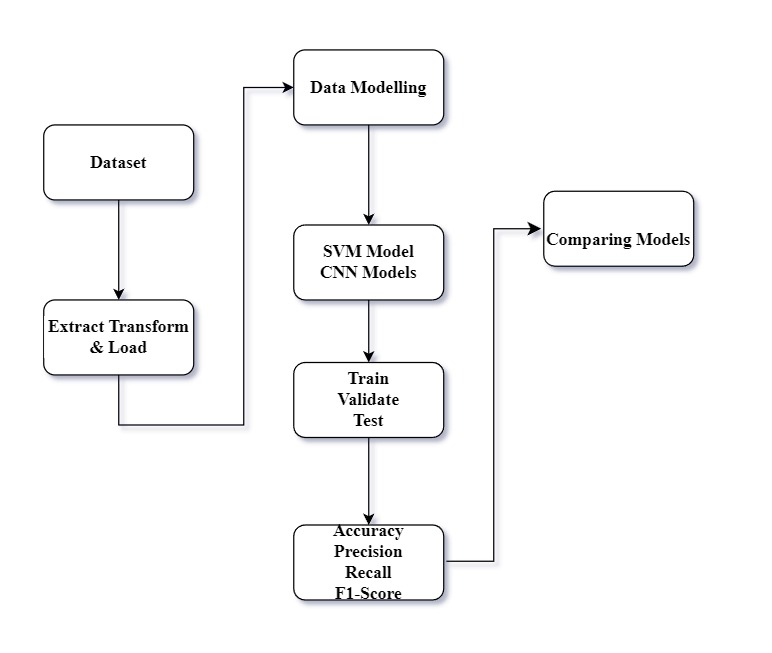 Dataset
Extract Transform
& Load
Data Modelling
SVM Model
CNN Models
Train
Validate
Test
Accuracy
Precision
Recall
F1-Score
Comparing Models